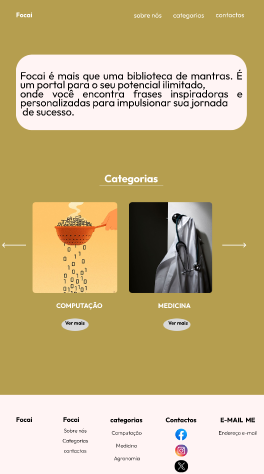 Focai
sobre nós categorias contactos
Focai é mais que uma biblioteca de mantras. É
um portal para o seu potencial ilimitado,
onde você encontra frases inspiradoras e
personalizadas para impulsionar sua jornada
de sucesso.
Categorias
COMPUTAÇÃO MEDICINA
Ver mais Ver mais
Focai Focai categorias Contactos E-MAIL ME
Sobre nós Computação Endereço e-mail
Categorias Medicina
contactos Agronomia